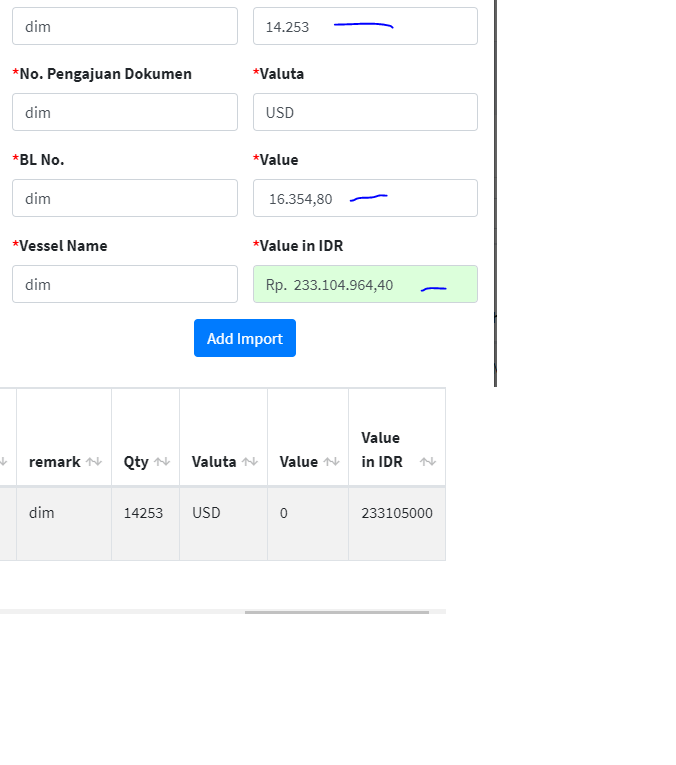 dim 14.253
*No. Pengajuan Dokumen *Valuta
dim USD
*BL No. *Value
dim 16.354,80
*Vessel Name *Value in IDR
dim Rp. 233.104.964,40
Add Import
Value
remark Qty Valuta Value in IDR
dim 14253 USD 0 233105000